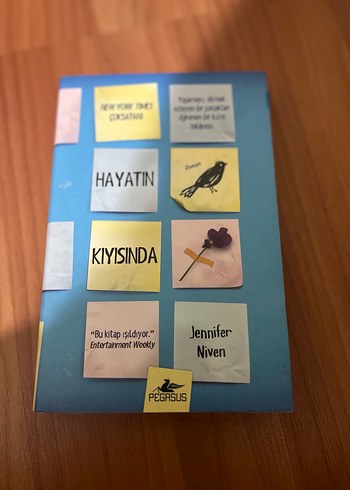 NEW YORK TIMES
ÇOKSATANI
Yaşamayı, ölmek
isteyen bir çocuktan
öğrenen bir kızın
hikâyesi.
HAYATIN
Roman
KIYISINDA
"Bu kitap ışıldıyor."
Entertainment Weekly
Jennifer
Niven
PEGASUS